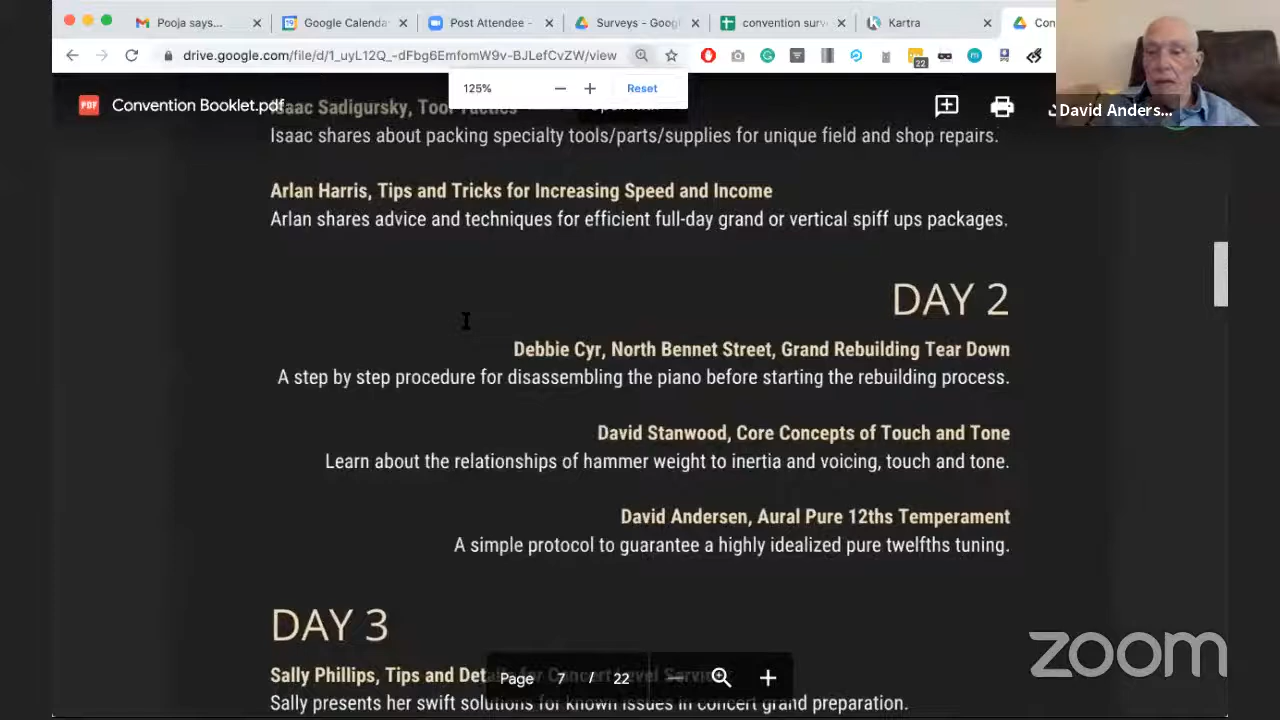 Pooja says...
Google Calenda
Post Attendee -
Surveys - Goog
convention surv
Kartra
Con
drive.google.com/file/d/1_uyL12Q_-dFbg6EmfomW9v-BJLefCvZW/view
22
125%
Reset
PDF
Convention Booklet.pdf
David Anders...
Isaac Sadigursky, Tool Tactics
Isaac shares about packing specialty tools/parts/supplies for unique field and shop repairs.
Arlan Harris, Tips and Tricks for Increasing Speed and Income
Arlan shares advice and techniques for efficient full-day grand or vertical spiff ups packages.
DAY 2
Debbie Cyr, North Bennet Street, Grand Rebuilding Tear Down
A step by step procedure for disassembling the piano before starting the rebuilding process.
David Stanwood, Core Concepts of Touch and Tone
Learn about the relationships of hammer weight to inertia and voicing, touch and tone.
David Andersen, Aural Pure 12ths Temperament
A simple protocol to guarantee a highly idealized pure twelfths tuning.
DAY 3
Sally Phillips, Tips and Details for Concert Level Service
Page 7 / 22
Sally presents her swift solutions for known issues in concert grand preparation.
zoom